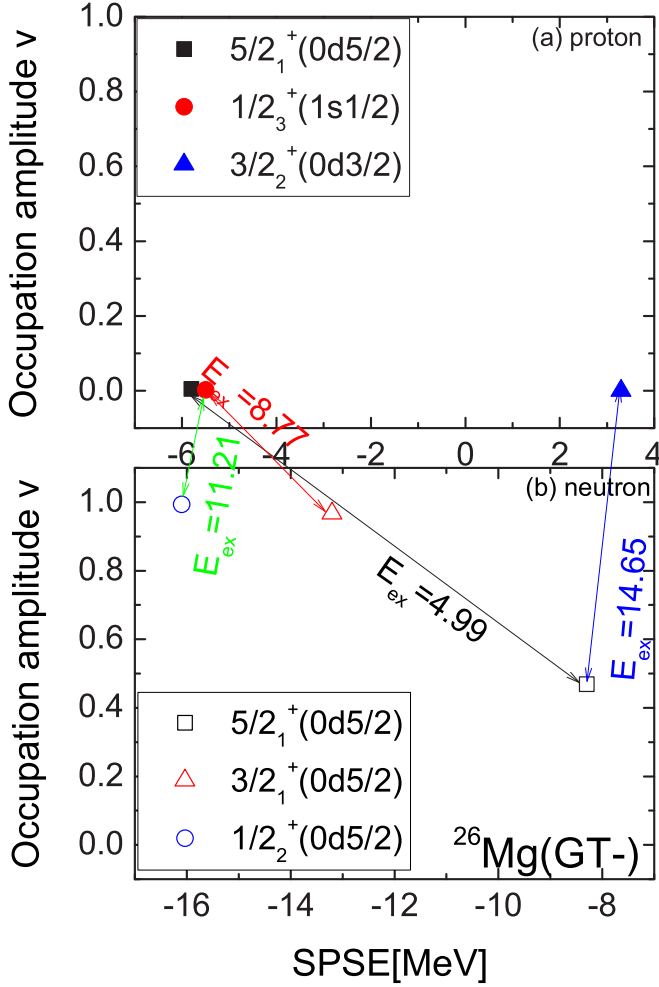 (a) proton
5/2₁⁺(0d5/2)
1/2₃⁺(1s1/2)
3/2₂⁺(0d3/2)
Occupation amplitude v
1.0
0.8
0.6
0.4
0.2
0.0
-6 -4 -2 0 2 4
E_ex =8.77
E_ex =11.21
E_ex =4.99
E_ex =14.65
(b) neutron
Occupation amplitude v
1.0
0.8
0.6
0.4
0.2
0.0
5/2₁⁺(0d5/2)
3/2₁⁺(0d5/2)
1/2₂⁺(0d5/2)
²⁶Mg(GT-)
-16 -14 -12 -10 -8
SPSE[MeV]